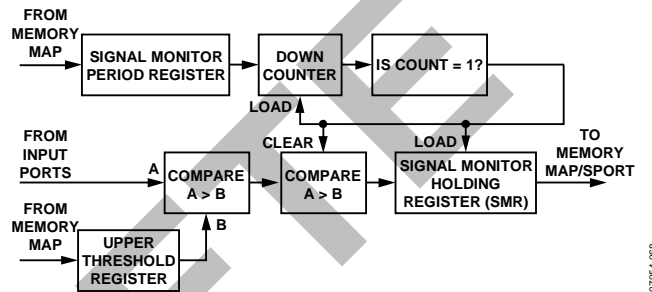 FROM
MEMORY
MAP
SIGNAL MONITOR
PERIOD REGISTER
DOWN
COUNTER
IS COUNT = 1?
LOAD
FROM
INPUT
PORTS
A
COMPARE
A > B
CLEAR
COMPARE
A > B
LOAD
SIGNAL MONITOR
HOLDING
REGISTER (SMR)
TO
MEMORY
MAP/SPORT
FROM
MEMORY
MAP
B
UPPER
THRESHOLD
REGISTER